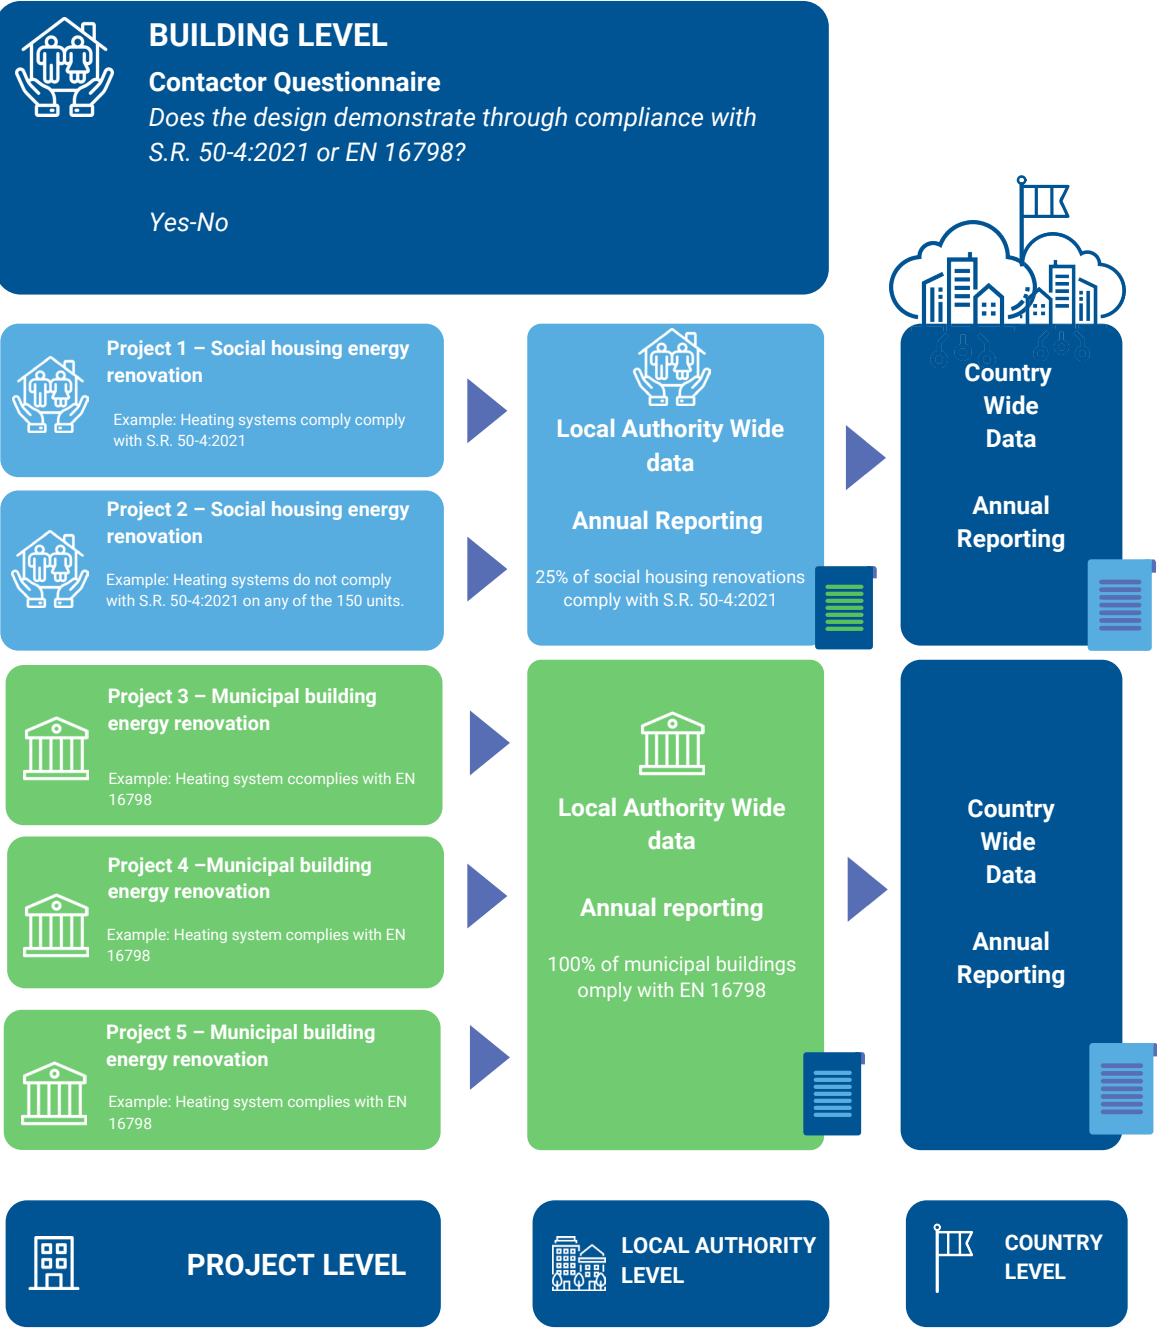 BUILDING LEVEL
Contactor Questionnaire
Does the design demonstrate through compliance with
S.R. 50-4:2021 or EN 16798?
Yes-No
Project 1 – Social housing energy
renovation
Example: Heating systems comply comply
with S.R. 50-4:2021
Project 2 – Social housing energy
renovation
Example: Heating systems do not comply
with S.R. 50-4:2021 on any of the 150 units.
Local Authority Wide
data
Annual Reporting
25% of social housing renovations
comply with S.R. 50-4:2021
Country
Wide
Data
Annual
Reporting
Project 3 – Municipal building
energy renovation
Example: Heating system ccomplies with EN
16798
Project 4 –Municipal building
energy renovation
Example: Heating system complies with EN
16798
Project 5 – Municipal building
energy renovation
Example: Heating system complies with EN
16798
Local Authority Wide
data
Annual reporting
100% of municipal buildings
omply with EN 16798
Country
Wide
Data
Annual
Reporting
PROJECT LEVEL
LOCAL AUTHORITY
LEVEL
COUNTRY
LEVEL